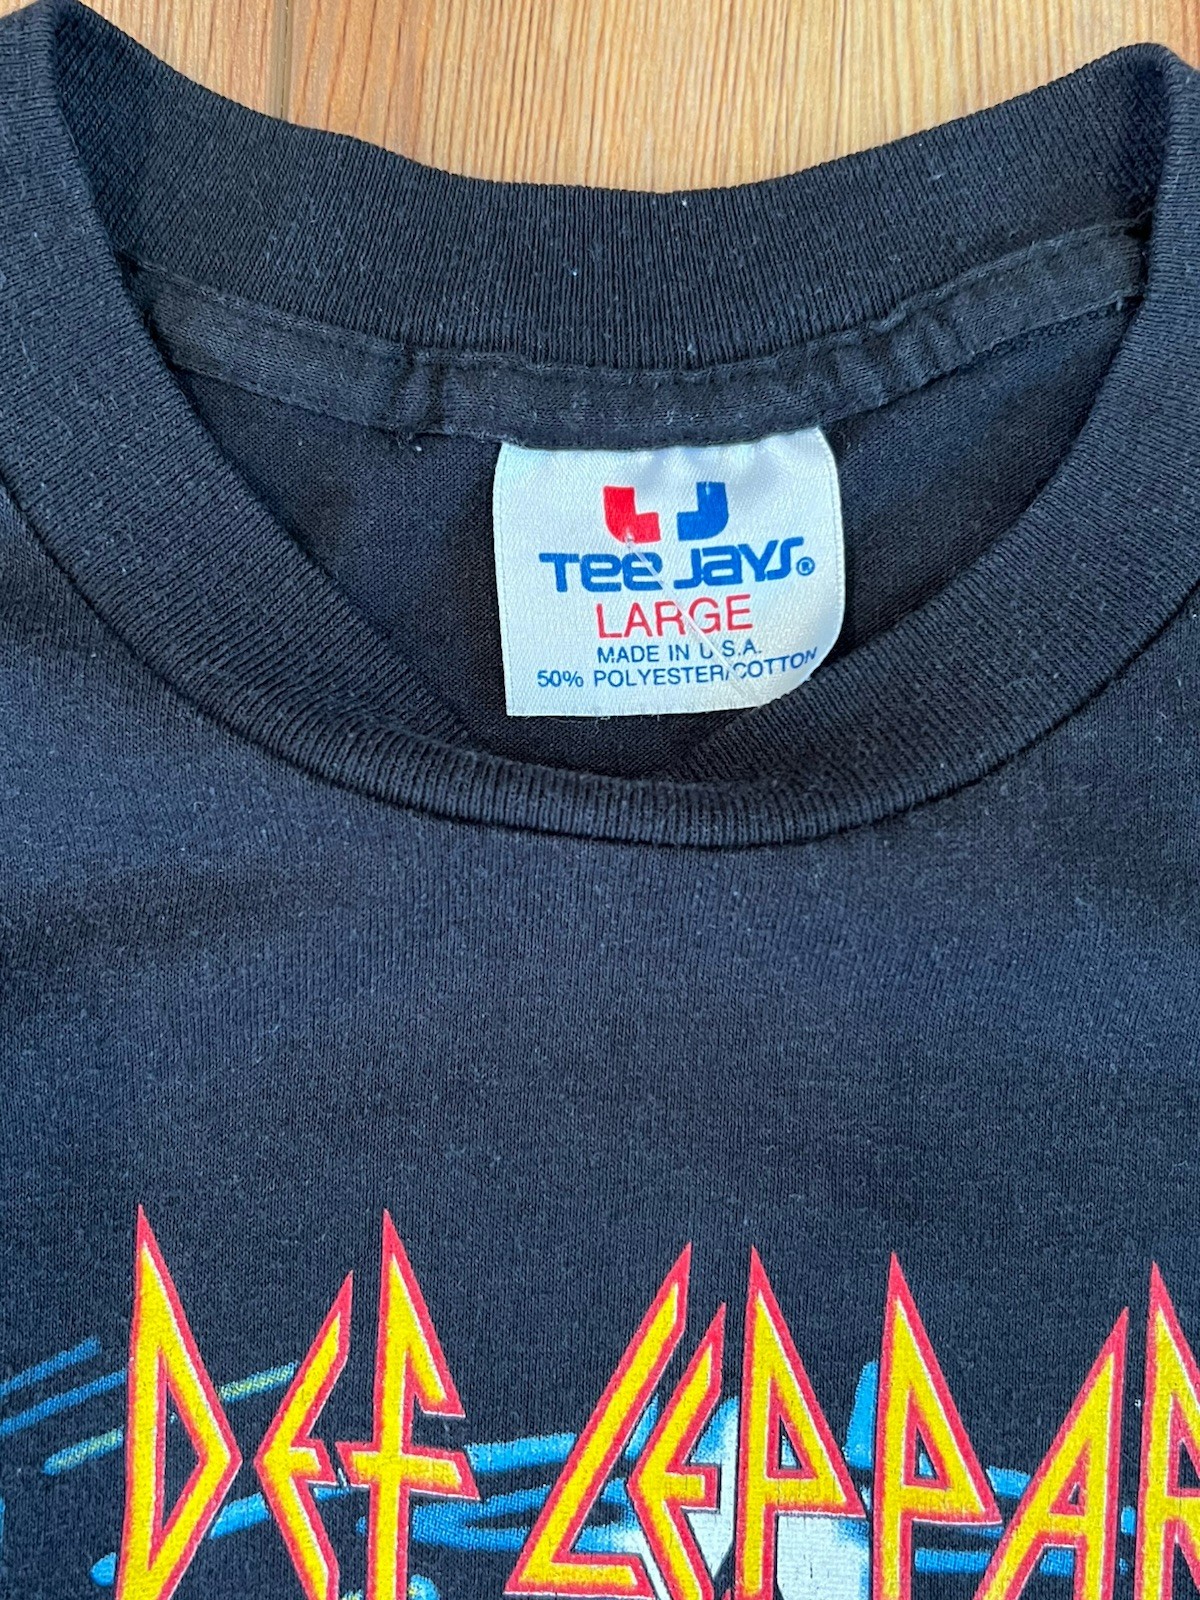 Tee Jays®
LARGE
MADE IN U.S.A.
50% POLYESTER/COTTON
DEF LEPPAR